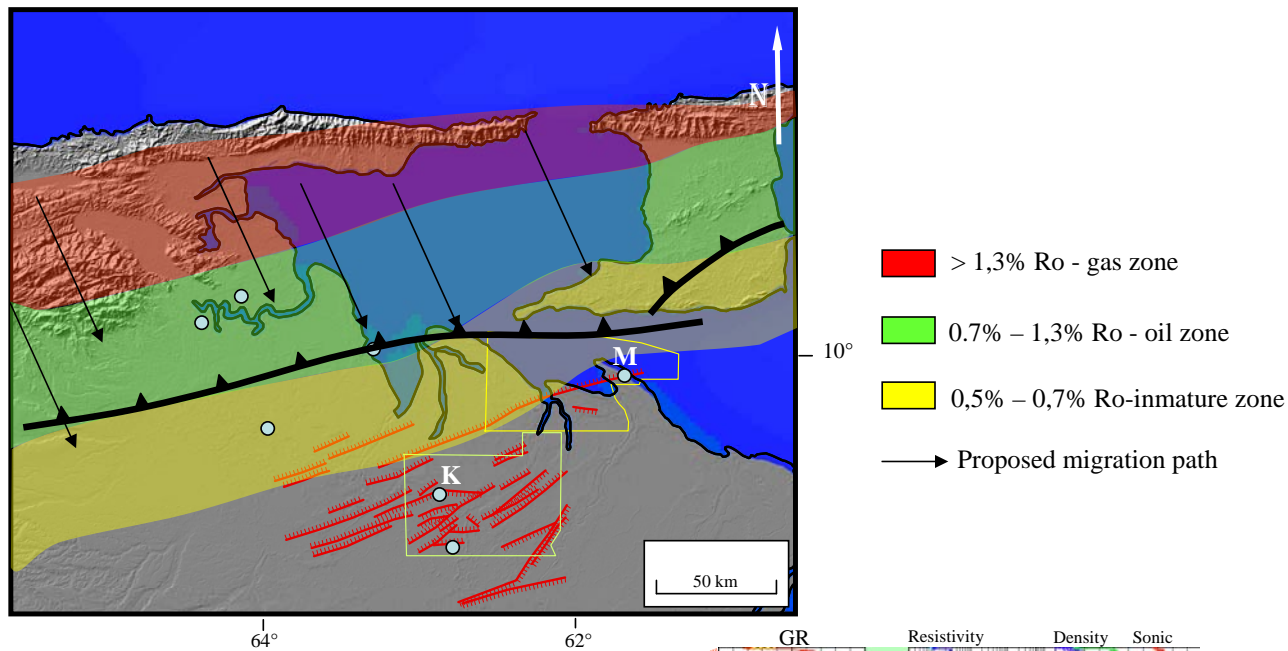 N
M
K
10°
50 km
64°
62°
> 1,3% Ro - gas zone
0.7% – 1,3% Ro - oil zone
0,5% – 0,7% Ro-inmature zone
Proposed migration path
GR Resistivity Density Sonic